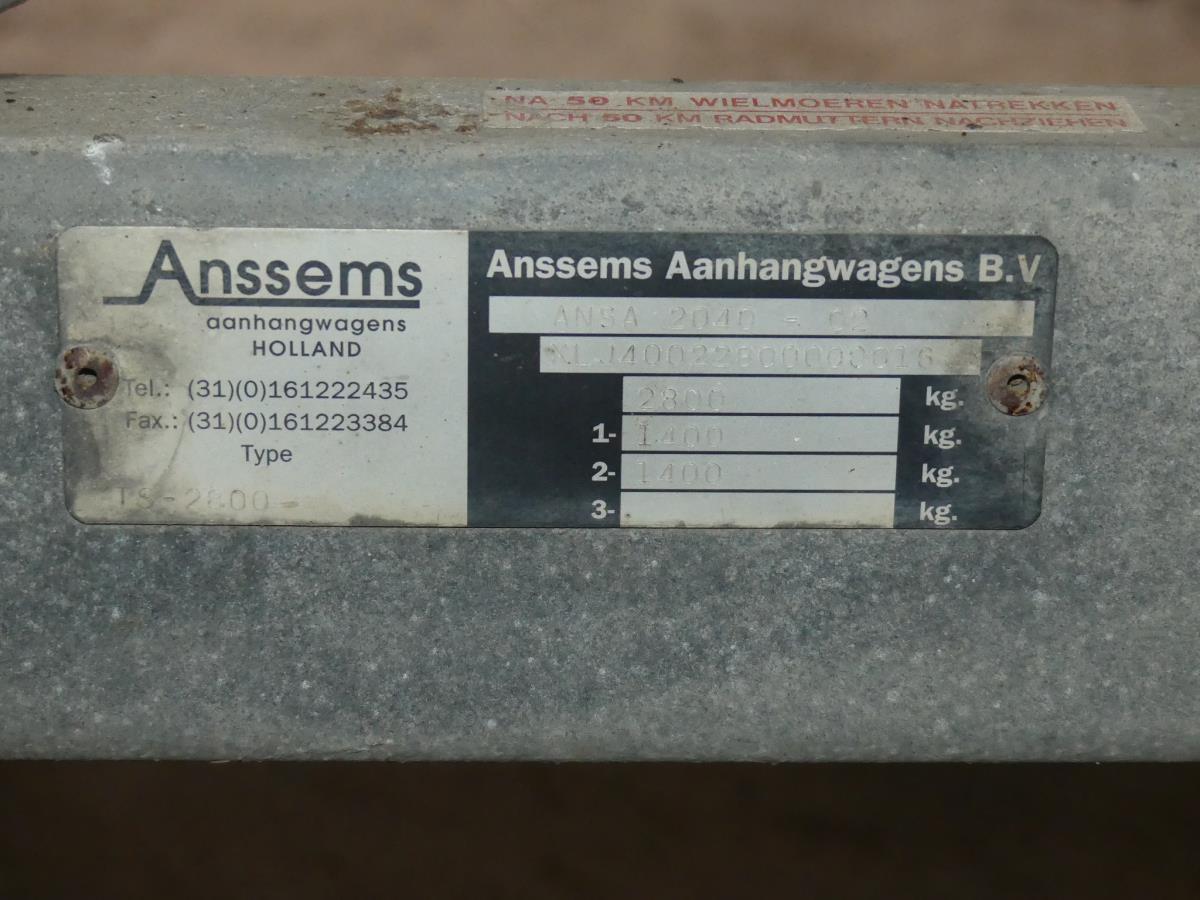 NA 50 KM WIELMOEREN NATREKKEN
NACH 50 KM RADMUTTERN NACHZIEHEN
Anssems
aanhangwagens
HOLLAND
Tel.: (31)(0)161222435
Fax.: (31)(0)161223384
Type
TS-2800-
Anssems Aanhangwagens B.V
ANSA 2040 - 02
2800 kg.
1- 1400 kg.
2- 1400 kg.
3- kg.